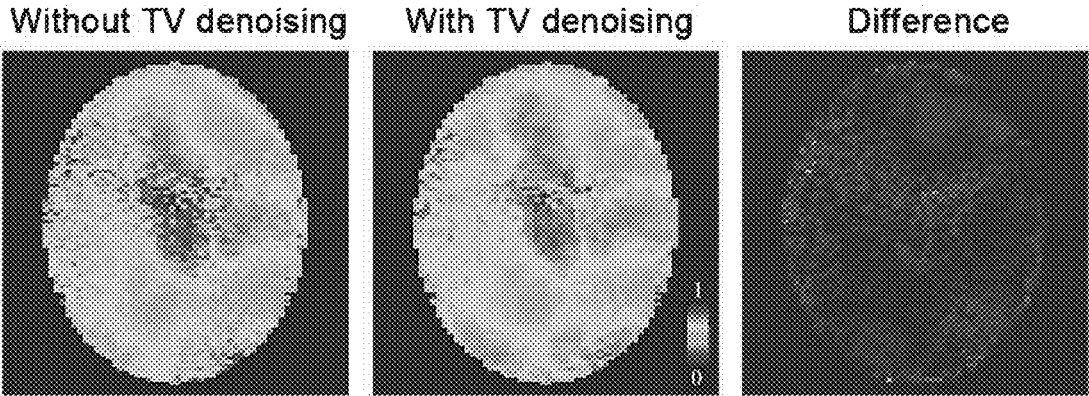 Without TV denoising
With TV denoising
Difference
1
0